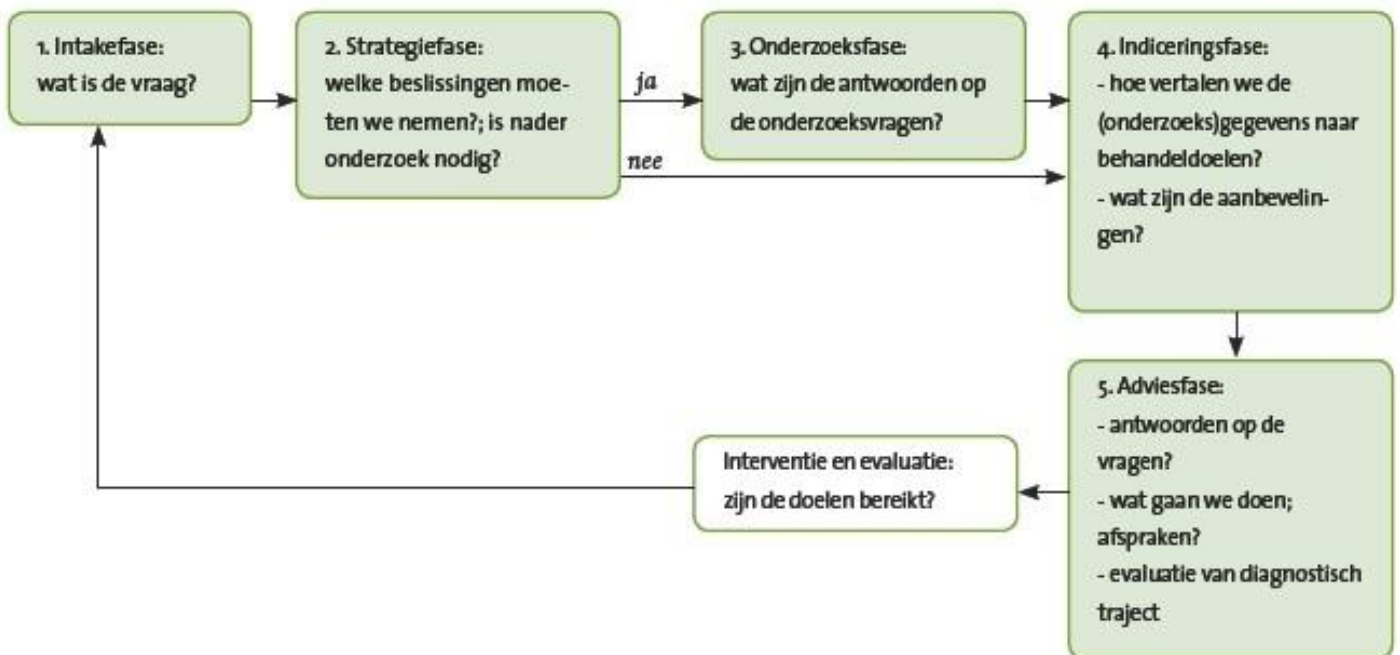 1. Intakefase:
wat is de vraag?
2. Strategiefase:
welke beslissingen moe-
ten we nemen?; is nader
onderzoek nodig?
ja
nee
3. Onderzoeksfase:
wat zijn de antwoorden op
de onderzoeksvragen?
4. Indiceringsfase:
- hoe vertalen we de
(onderzoeks)gegevens naar
behandeldoelen?
- wat zijn de aanbevelin-
gen?
5. Adviesfase:
- antwoorden op de
vragen?
- wat gaan we doen;
afspraken?
- evaluatie van diagnostisch
traject
Interventie en evaluatie:
zijn de doelen bereikt?